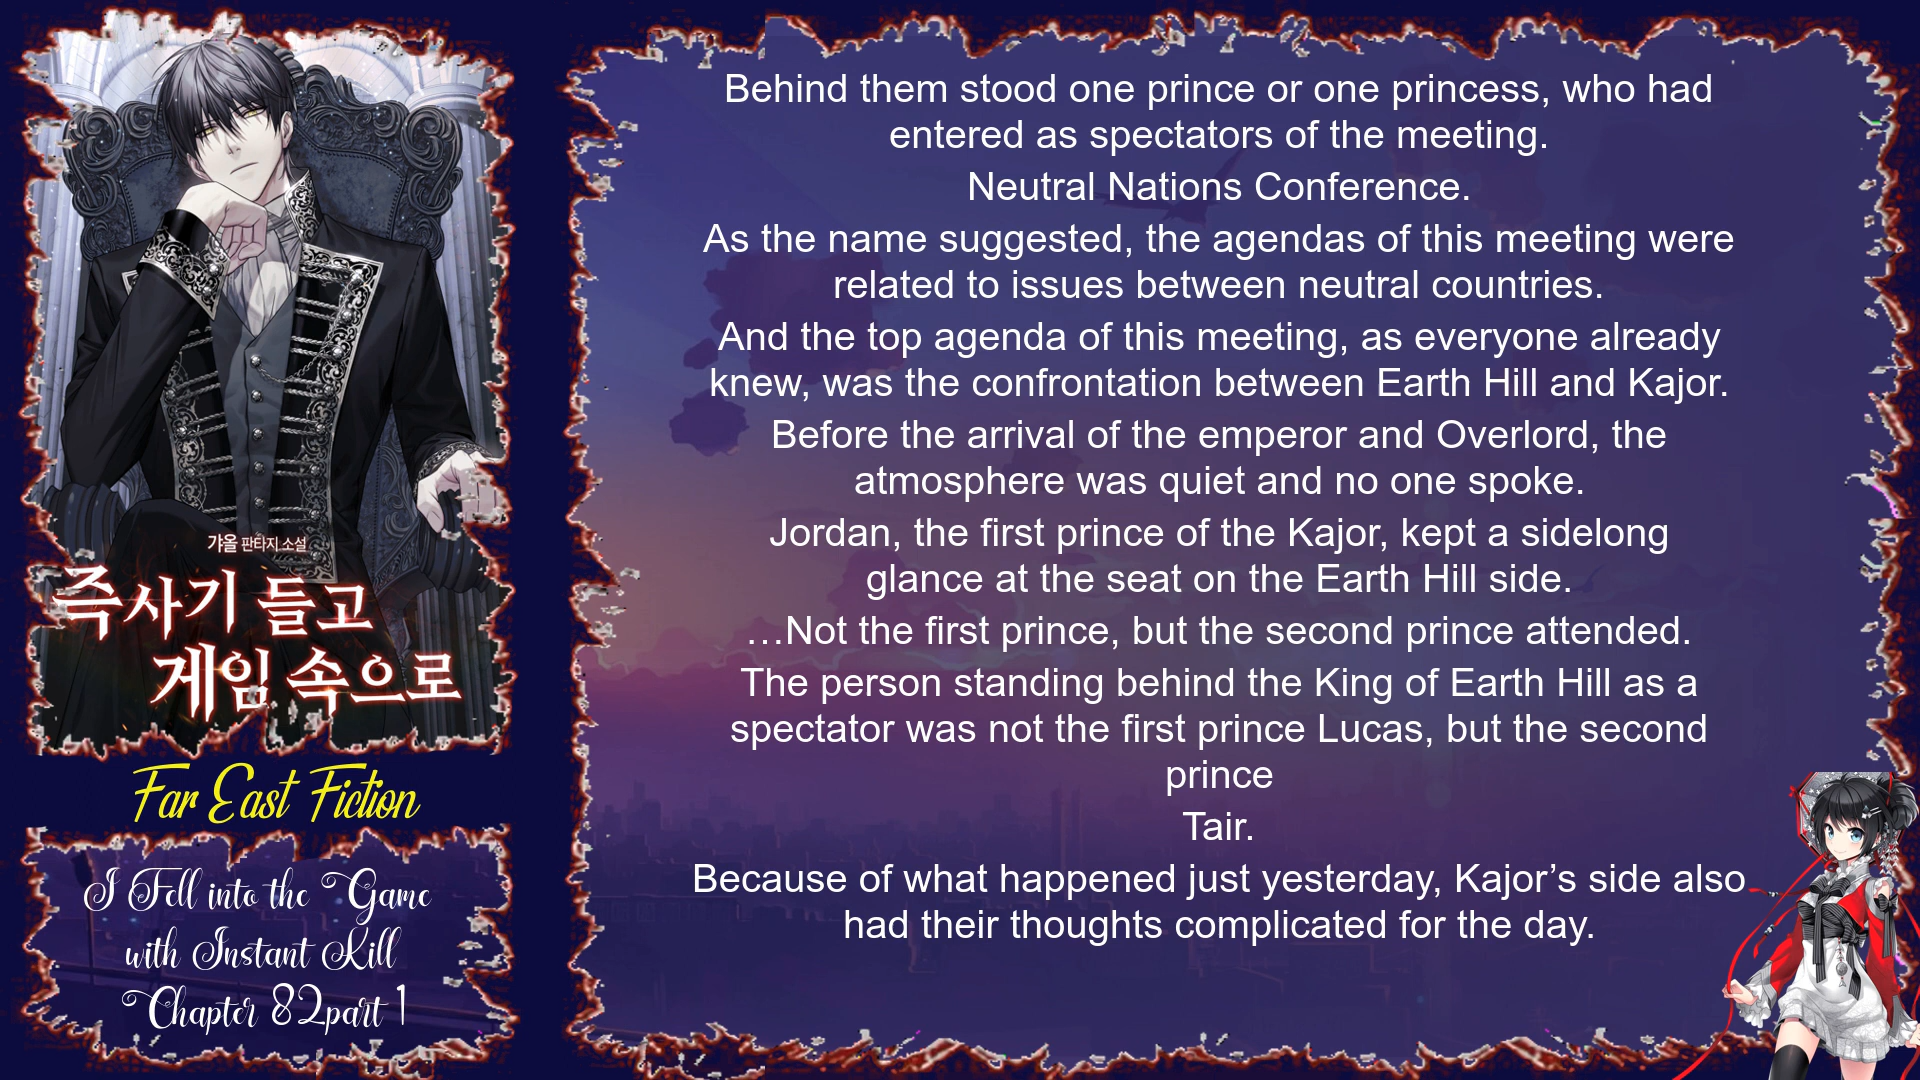 Behind them stood one prince or one princess, who had
entered as spectators of the meeting.
Neutral Nations Conference.
As the name suggested, the agendas of this meeting were
related to issues between neutral countries.
And the top agenda of this meeting, as everyone already
knew, was the confrontation between Earth Hill and Kajor.
Before the arrival of the emperor and Overlord, the
atmosphere was quiet and no one spoke.
Jordan, the first prince of the Kajor, kept a sidelong
glance at the seat on the Earth Hill side.
…Not the first prince, but the second prince attended.
The person standing behind the King of Earth Hill as a
spectator was not the first prince Lucas, but the second
prince
Tair.
Because of what happened just yesterday, Kajor’s side also
had their thoughts complicated for the day.
갸올 판타지 소설
즉사기 들고
게임 속으로
Far East Fiction
I Fell into the Game
with Instant Kill
Chapter 82part 1